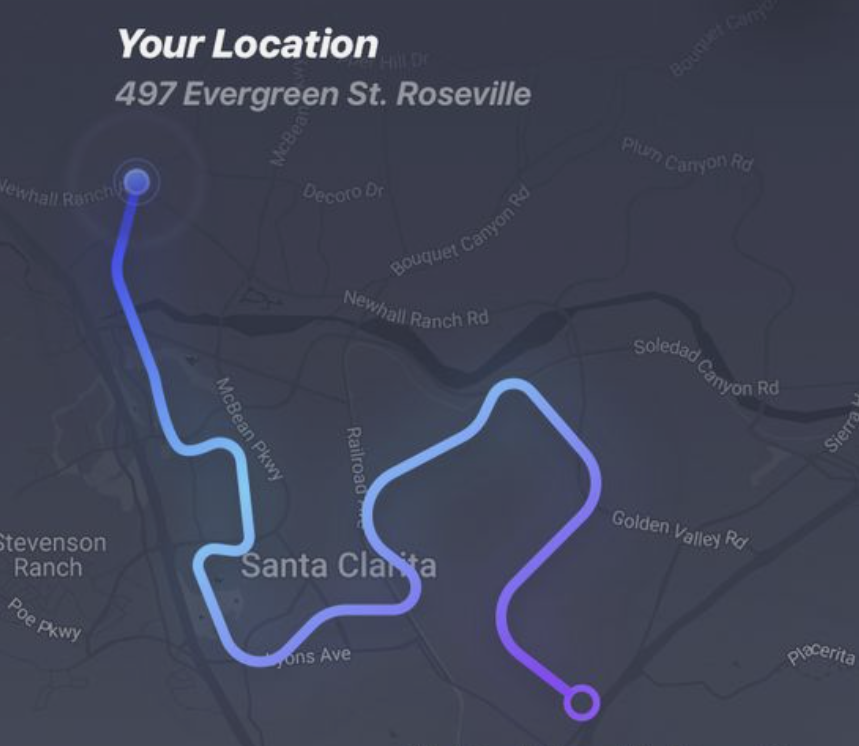 Your Location
497 Evergreen St. Roseville
Bouquet Canyon
McBean Pkwy
Newhall Ranch
Decoro Dr
Plum Canyon Rd
Bouquet Canyon Rd
Newhall Ranch Rd
Soledad Canyon Rd
McBean Pkwy
Sierra H
Railroad Ave
Golden Valley Rd
Stevenson
Ranch
Santa Clarita
Poe Pkwy
Lyons Ave
Placerita